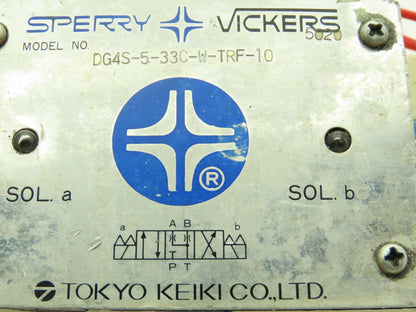 SPERRY VICKERS
5020
MODEL NO. DG4S-5-33C-W-TRF-10
®
SOL. a SOL. b
A B
a b
T
P T
TOKYO KEIKI CO.,LTD.